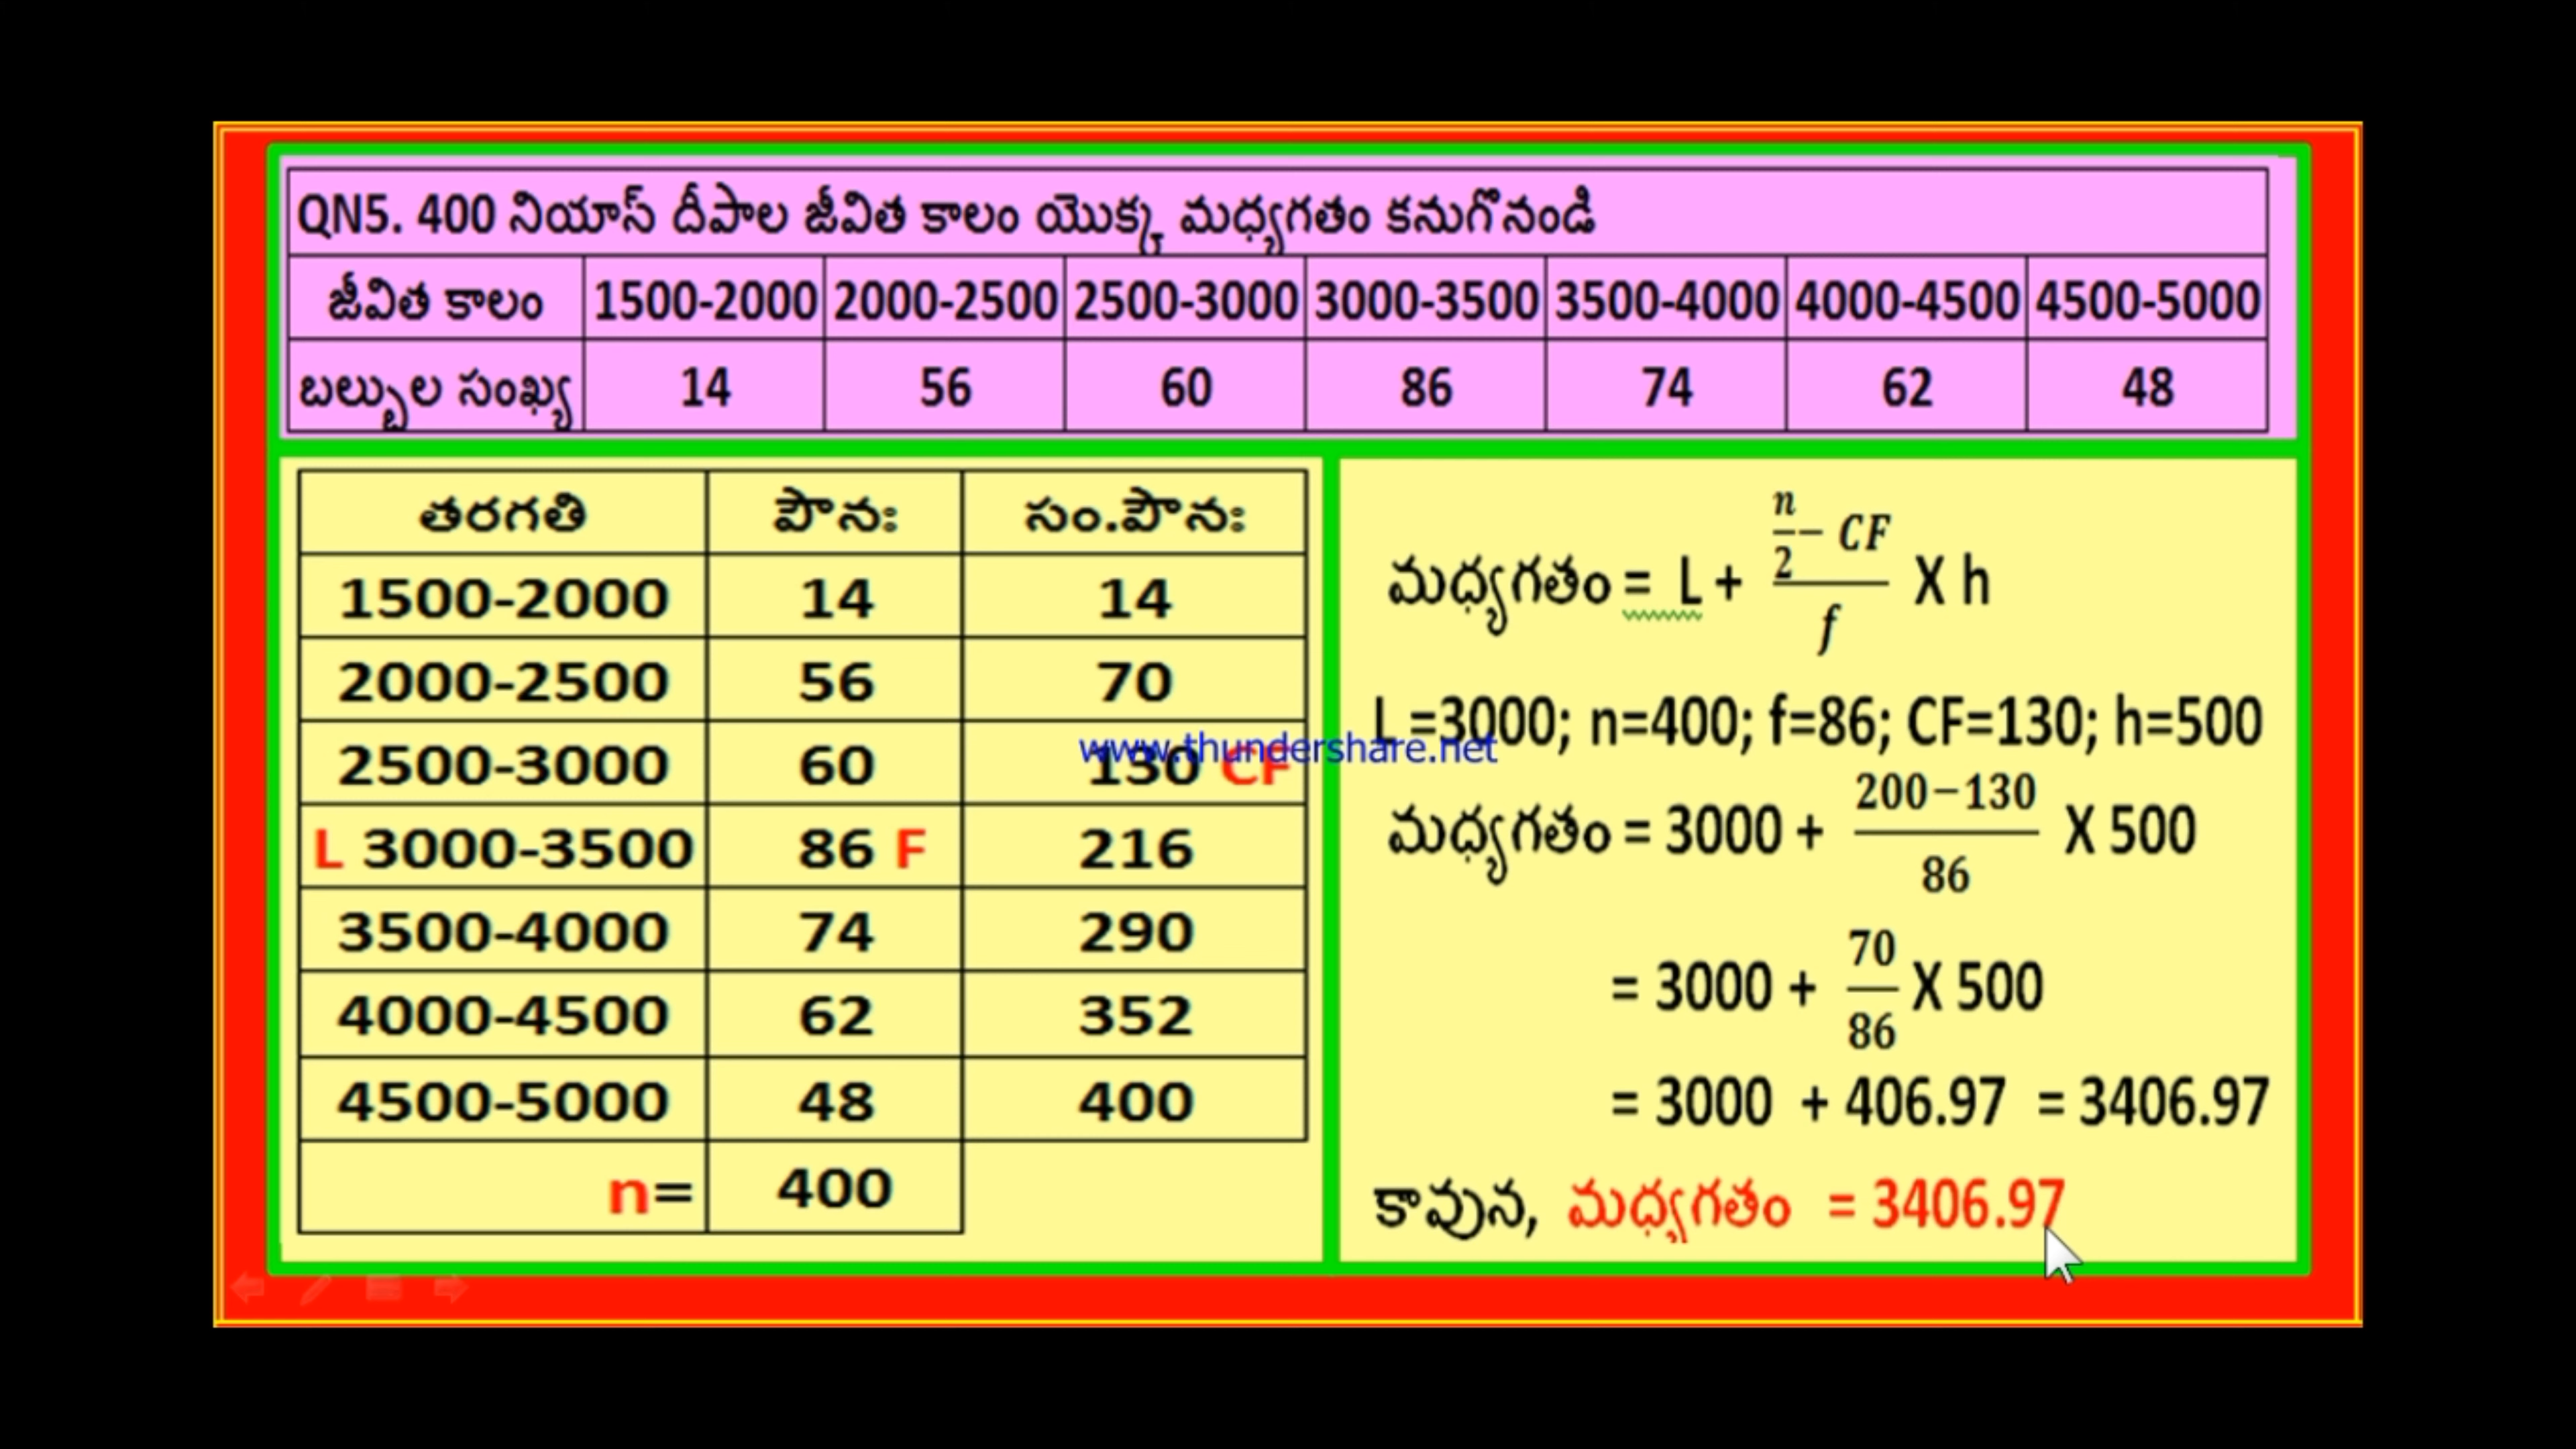 QN5. 400 నియాస్ దీపాల జీవిత కాలం యొక్క మధ్యగతం కనుగొనండి
జీవిత కాలం 1500-2000 2000-2500 2500-3000 3000-3500 3500-4000 4000-4500 4500-5000
బల్బుల సంఖ్య 14 56 60 86 74 62 48
తరగతి పౌనః సం.పౌనః
1500-2000 14 14
2000-2500 56 70
2500-3000 60 130 CF
L 3000-3500 86 F 216
3500-4000 74 290
4000-4500 62 352
4500-5000 48 400
n= 400
మధ్యగతం = L + (n/2 − CF)/f X h
L =3000; n=400; f=86; CF=130; h=500
www.thundershare.net
మధ్యగతం = 3000 + (200−130)/86 X 500
= 3000 + 70/86 X 500
= 3000 + 406.97 = 3406.97
కావున, మధ్యగతం = 3406.97